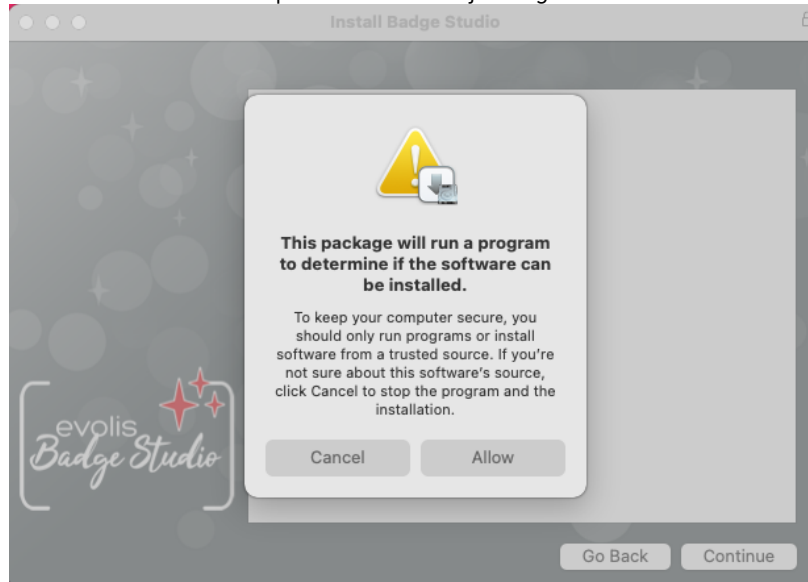 Install Badge Studio
This package will run a program
to determine if the software can
be installed.
To keep your computer secure, you
should only run programs or install
software from a trusted source. If you're
not sure about this software's source,
click Cancel to stop the program and the
installation.
Cancel
Allow
evolis
Badge Studio
Go Back
Continue